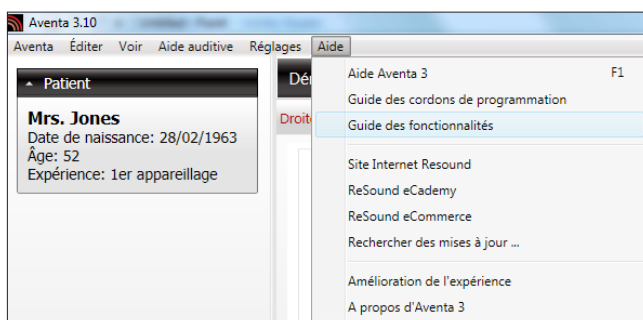 Aventa 3.10
Aventa Éditer Voir Aide auditive Réglages Aide
Patient
Mrs. Jones
Date de naissance: 28/02/1963
Âge: 52
Expérience: 1er appareillage
Dé
Droit
Aide Aventa 3 F1
Guide des cordons de programmation
Guide des fonctionnalités
Site Internet Resound
ReSound eCademy
ReSound eCommerce
Rechercher des mises à jour ...
Amélioration de l'expérience
A propos d'Aventa 3